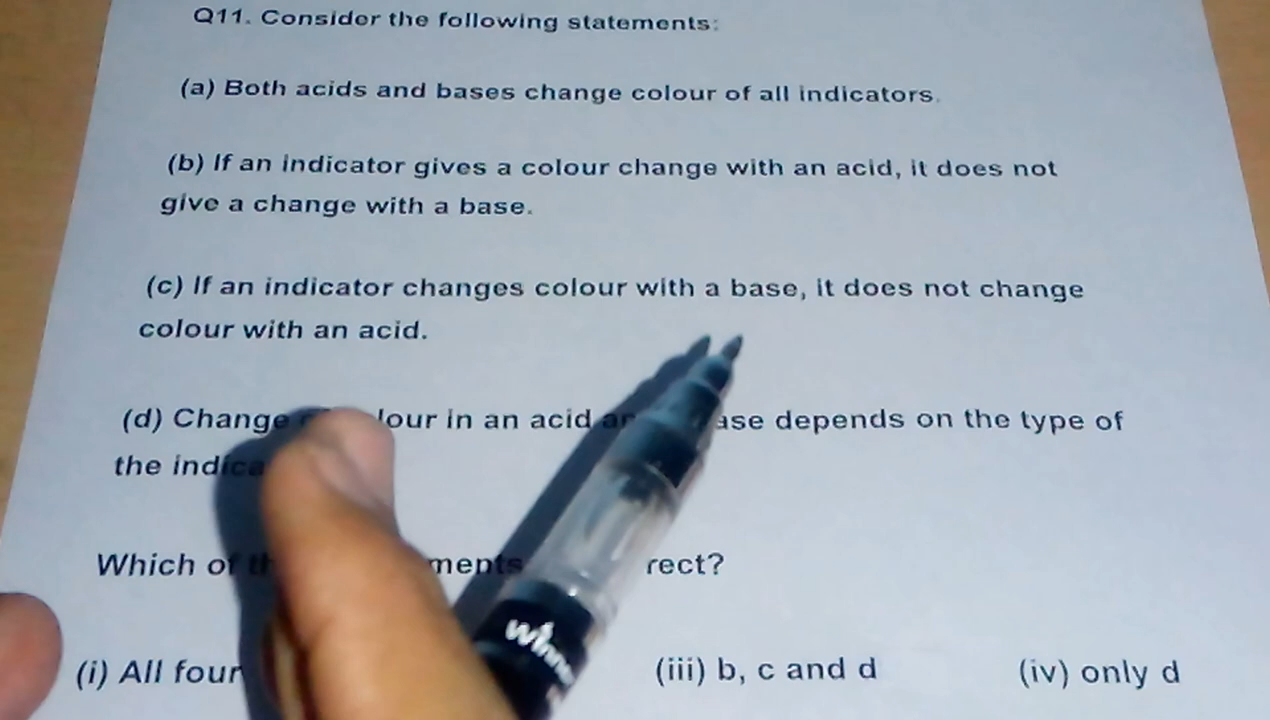 Q11. Consider the following statements:
(a) Both acids and bases change colour of all indicators.
(b) If an indicator gives a colour change with an acid, it does not
give a change with a base.
(c) If an indicator changes colour with a base, it does not change
colour with an acid.
(d) Change lour in an acid ase depends on the type of
the indica
Which of ments rect?
(i) All four (iii) b, c and d (iv) only d